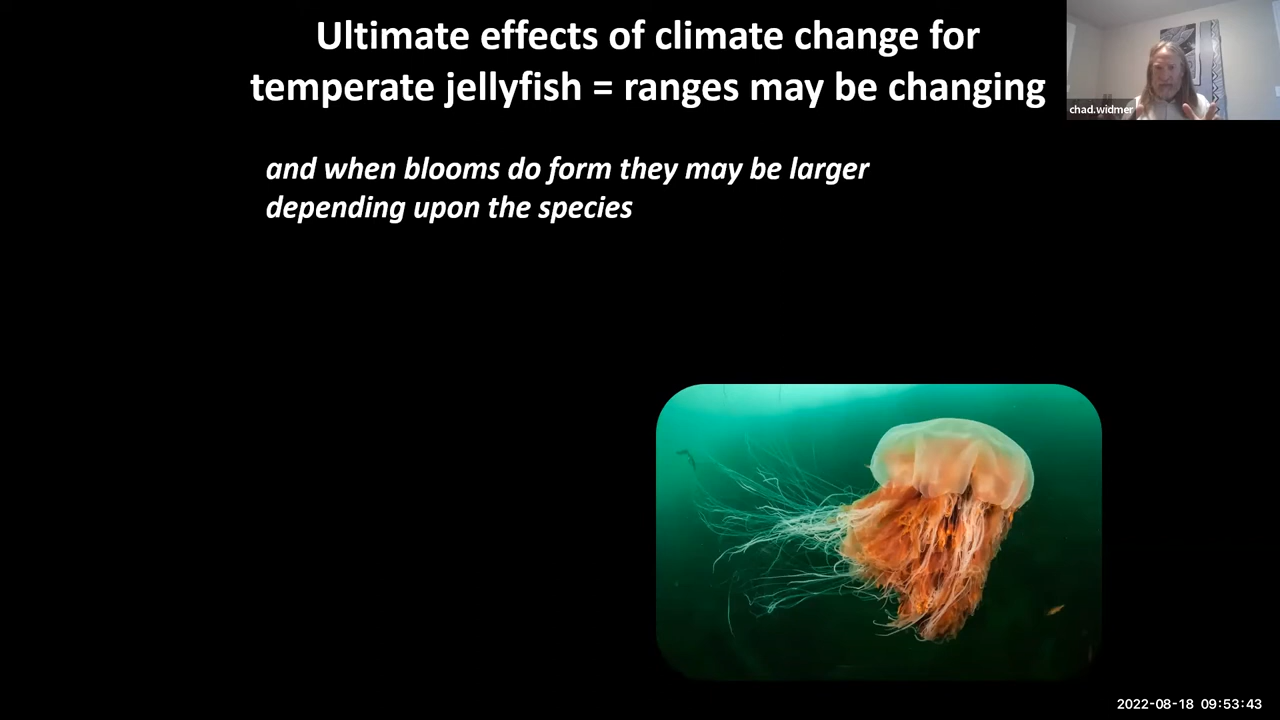 Ultimate effects of climate change for
temperate jellyfish = ranges may be changing
chad.widmer
and when blooms do form they may be larger
depending upon the species
2022-08-18 09:53:43